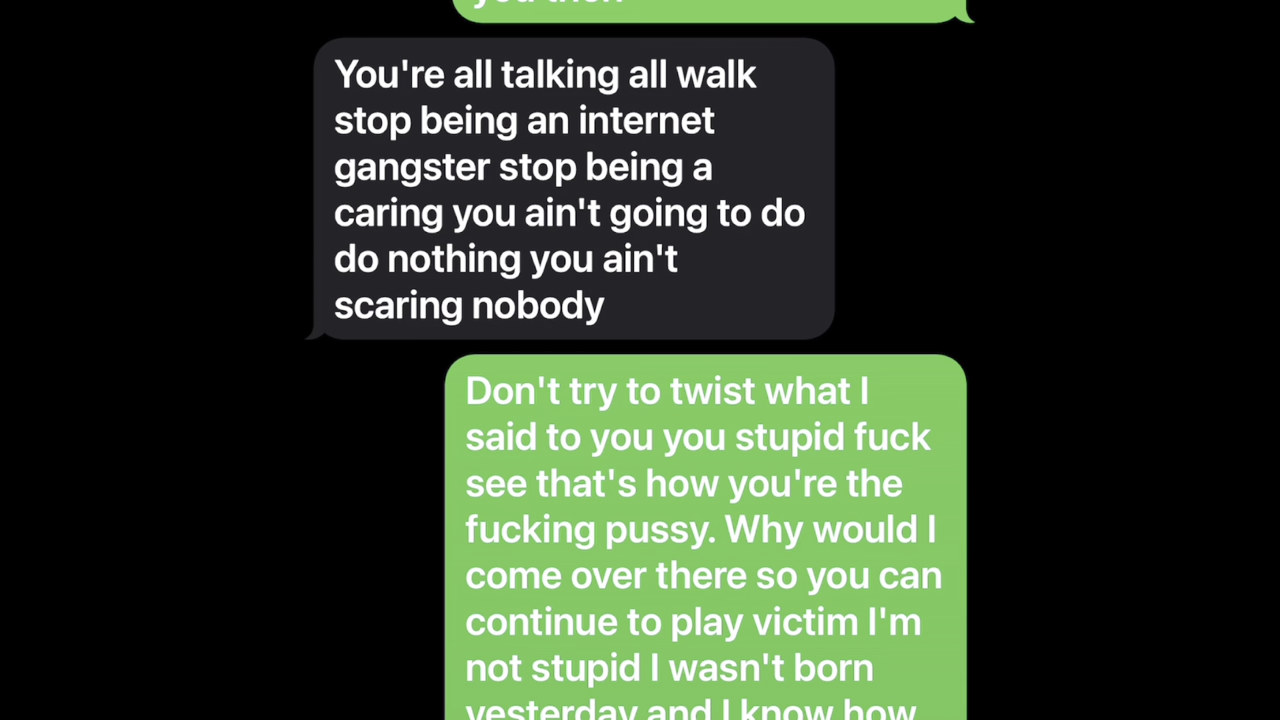 you then
You're all talking all walk
stop being an internet
gangster stop being a
caring you ain't going to do
do nothing you ain't
scaring nobody
Don't try to twist what I
said to you you stupid fuck
see that's how you're the
fucking pussy. Why would I
come over there so you can
continue to play victim I'm
not stupid I wasn't born
yesterday and I know how